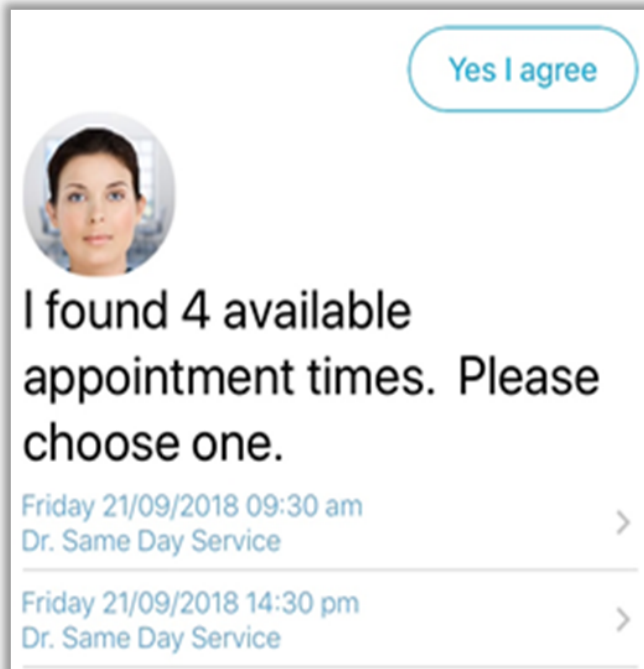 Yes I agree
I found 4 available
appointment times.  Please
choose one.
Friday 21/09/2018 09:30 am
Dr. Same Day Service
Friday 21/09/2018 14:30 pm
Dr. Same Day Service